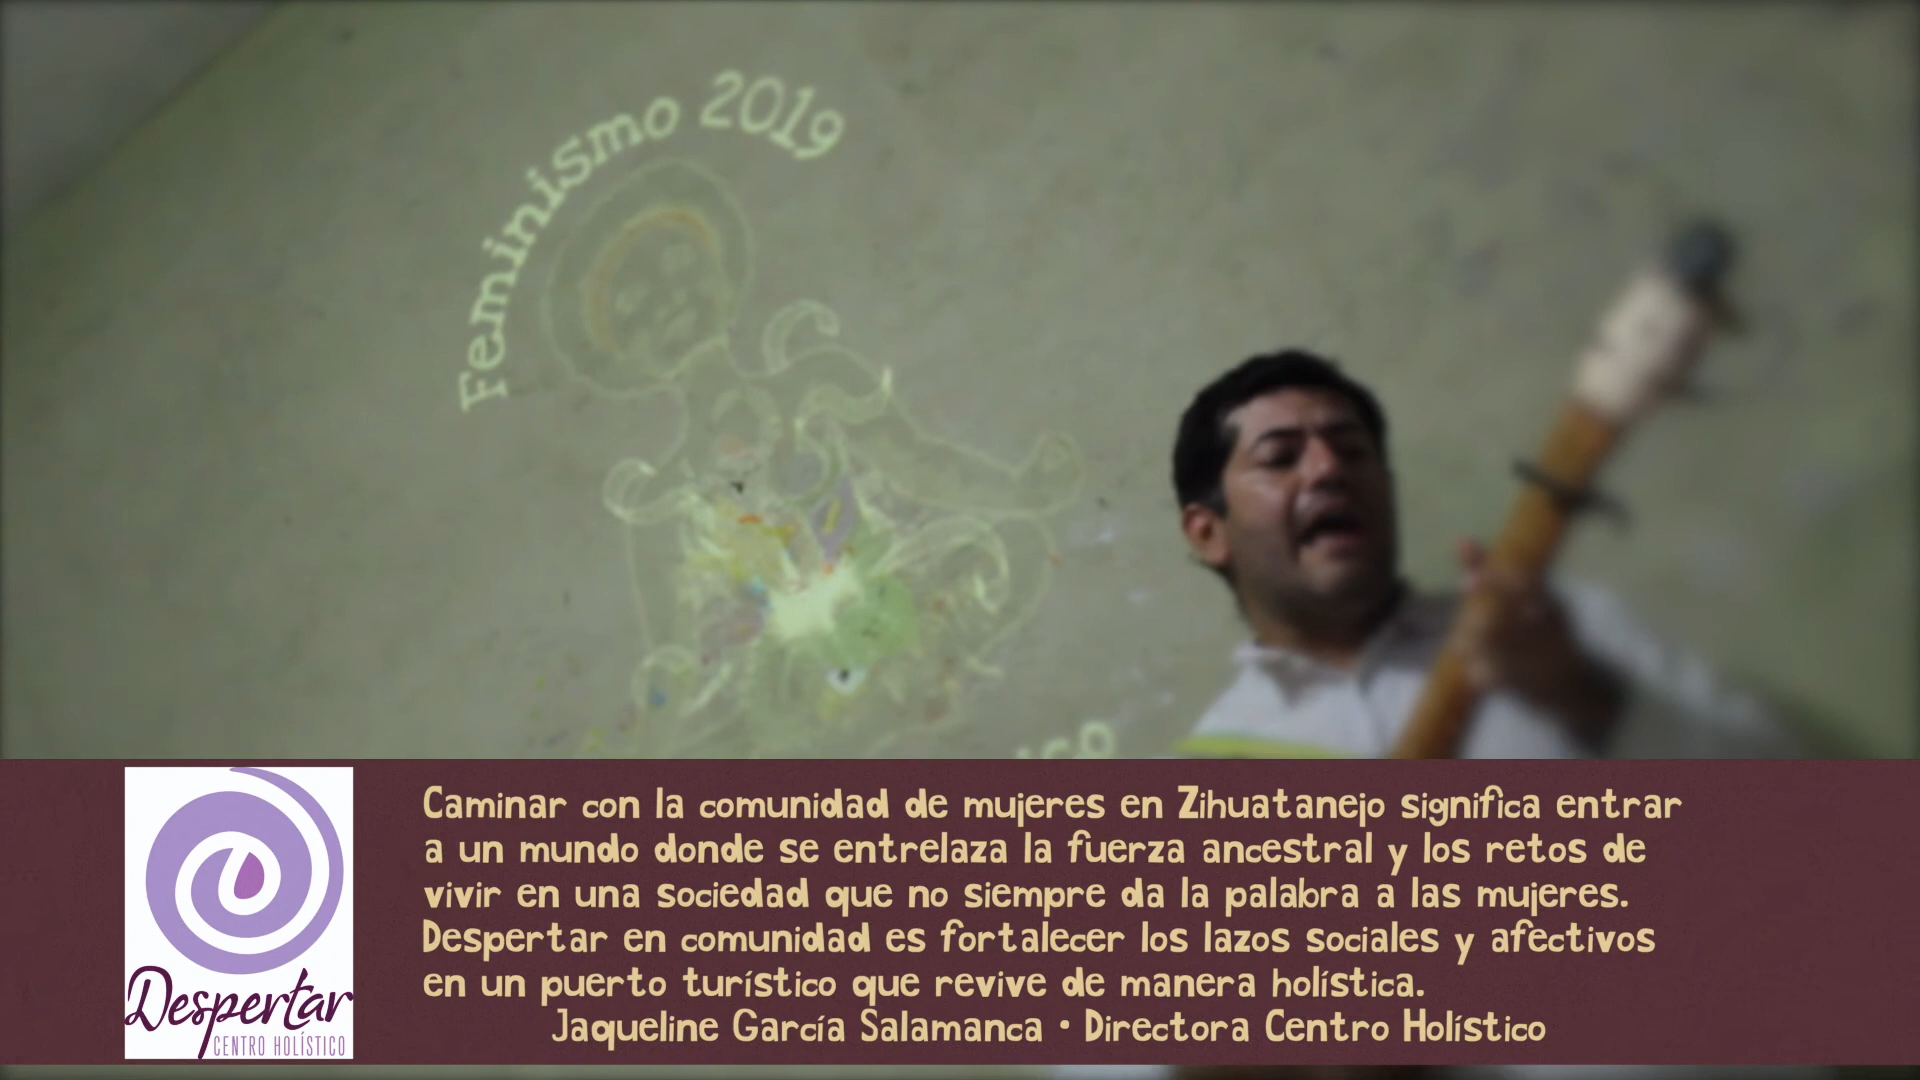 Feminismo 2019
Caminar con la comunidad de mujeres en Zihuatanejo significa entrar
a un mundo donde se entrelaza la fuerza ancestral y los retos de
vivir en una sociedad que no siempre da la palabra a las mujeres.
Despertar en comunidad es fortalecer los lazos sociales y afectivos
en un puerto turístico que revive de manera holística.
Jaqueline García Salamanca • Directora Centro Holístico
Despertar
CENTRO HOLÍSTICO